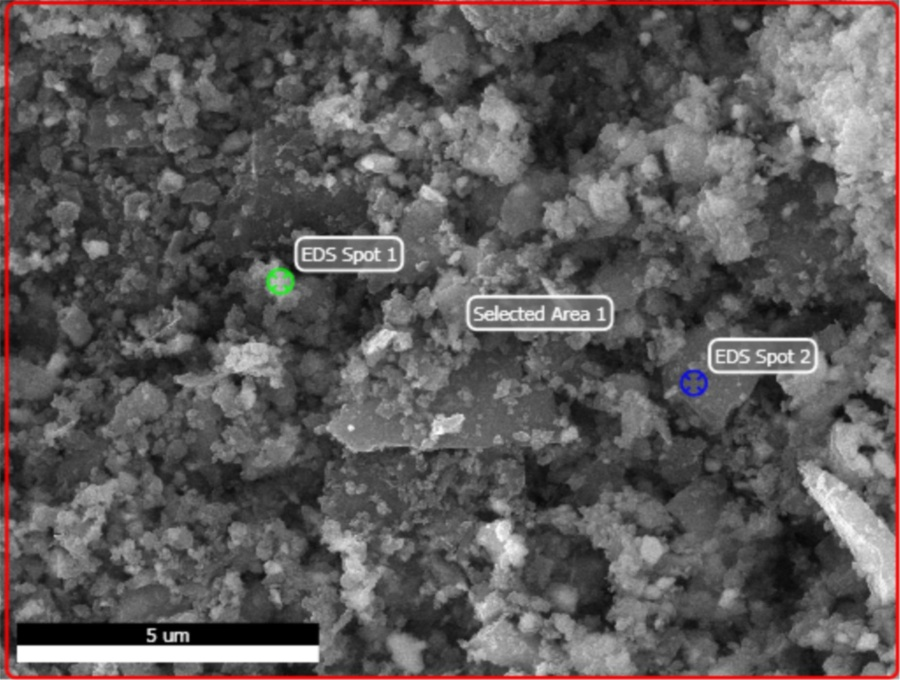 EDS Spot 1
Selected Area 1
EDS Spot 2
5 um